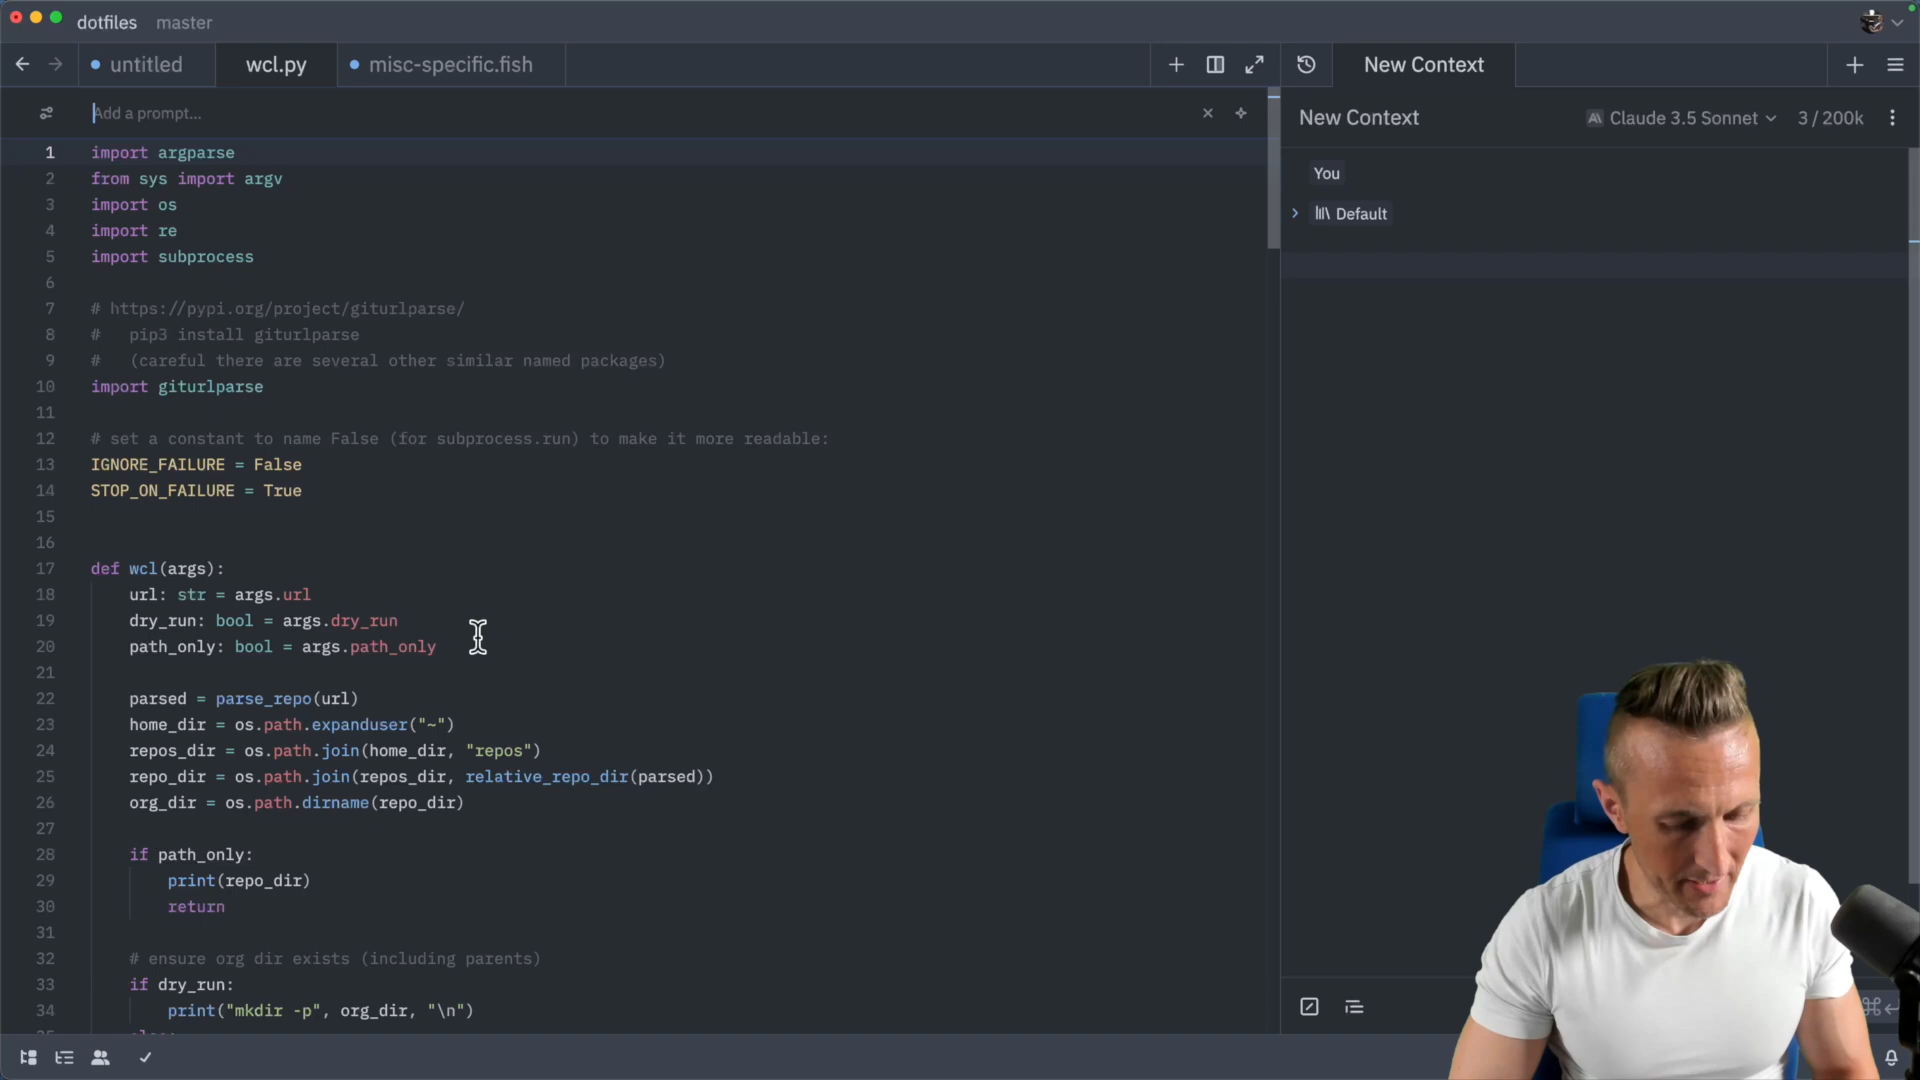 dotfiles master
untitled
wcl.py
misc-specific.fish
New Context
Add a prompt...
New Context
Claude 3.5 Sonnet
3 / 200k
You
Default
1 import argparse
2 from sys import argv
3 import os
4 import re
5 import subprocess
6
7 # https://pypi.org/project/giturlparse/
8 #   pip3 install giturlparse
9 #   (careful there are several other similar named packages)
10 import giturlparse
11
12 # set a constant to name False (for subprocess.run) to make it more readable:
13 IGNORE_FAILURE = False
14 STOP_ON_FAILURE = True
15
16
17 def wcl(args):
18     url: str = args.url
19     dry_run: bool = args.dry_run
20     path_only: bool = args.path_only
21
22     parsed = parse_repo(url)
23     home_dir = os.path.expanduser("~")
24     repos_dir = os.path.join(home_dir, "repos")
25     repo_dir = os.path.join(repos_dir, relative_repo_dir(parsed))
26     org_dir = os.path.dirname(repo_dir)
27
28     if path_only:
29         print(repo_dir)
30         return
31
32     # ensure org dir exists (including parents)
33     if dry_run:
34         print("mkdir -p", org_dir, "\n")